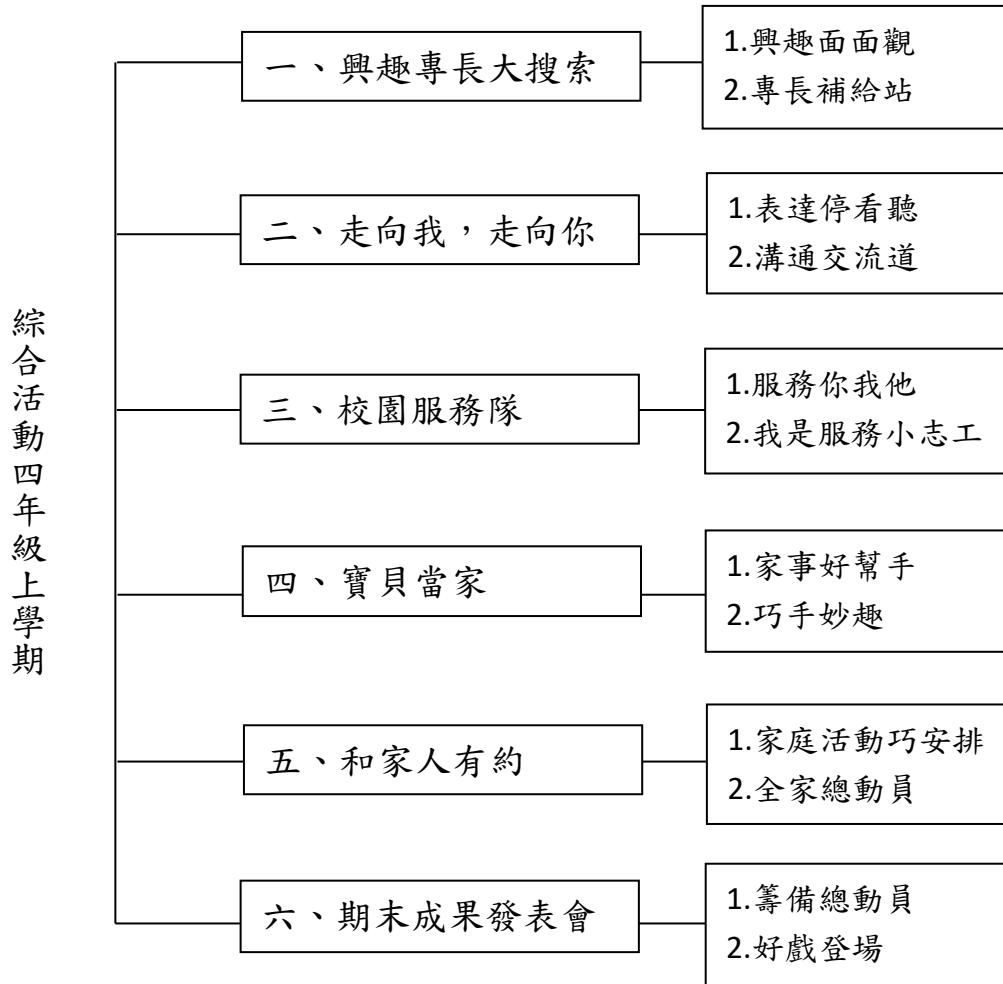 綜合活動四年級上學期
一、興趣專長大搜索
1.興趣面面觀
2.專長補給站
二、走向我，走向你
1.表達停看聽
2.溝通交流道
三、校園服務隊
1.服務你我他
2.我是服務小志工
四、寶貝當家
1.家事好幫手
2.巧手妙趣
五、和家人有約
1.家庭活動巧安排
2.全家總動員
六、期末成果發表會
1.籌備總動員
2.好戲登場